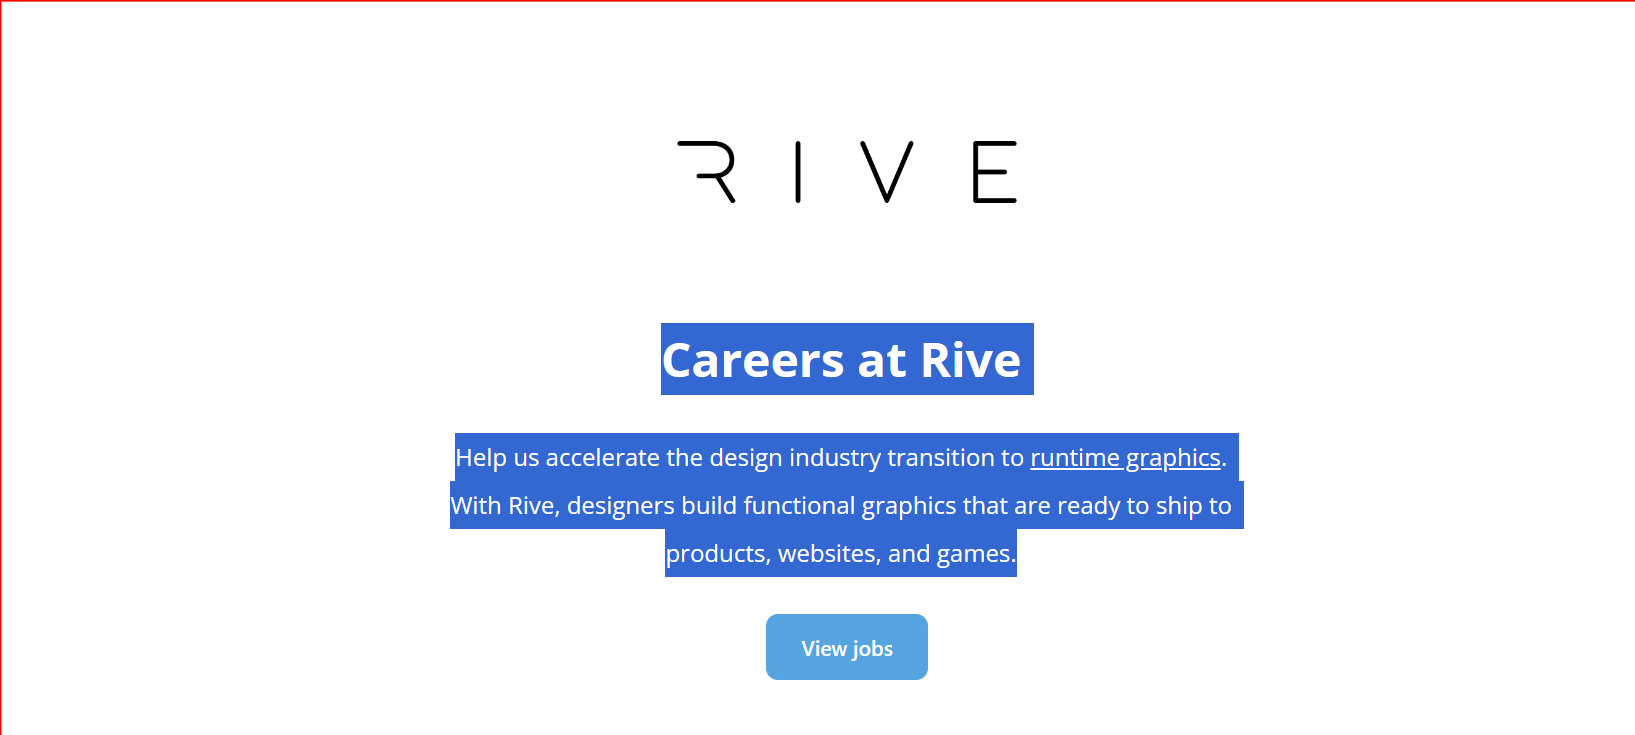 RIVE
Careers at Rive
Help us accelerate the design industry transition to runtime graphics.
With Rive, designers build functional graphics that are ready to ship to
products, websites, and games.
View jobs